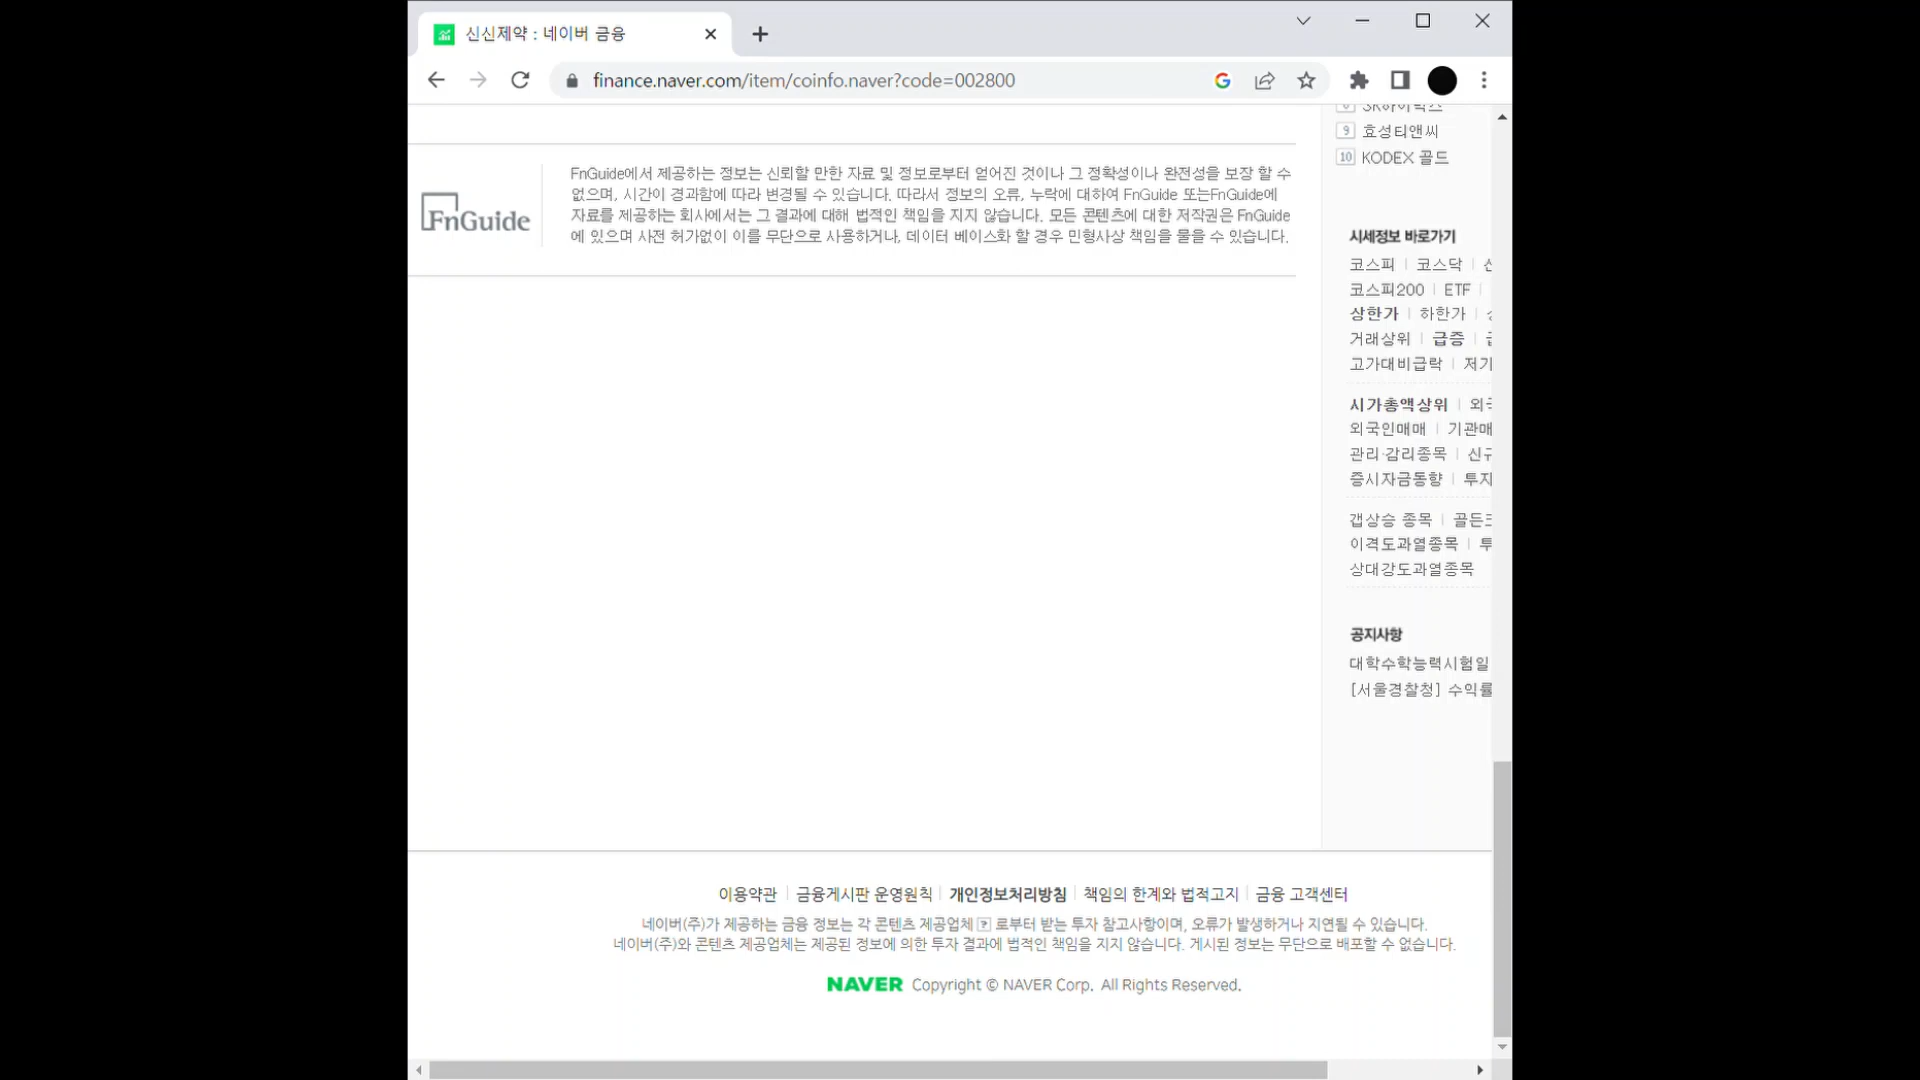 신신제약 : 네이버 금융
finance.naver.com/item/coinfo.naver?code=002800
9 효성티앤씨
10 KODEX 골드
FnGuide
FnGuide에서 제공하는 정보는 신뢰할 만한 자료 및 정보로부터 얻어진 것이나 그 정확성이나 완전성을 보장 할 수
없으며, 시간이 경과함에 따라 변경될 수 있습니다. 따라서 정보의 오류, 누락에 대하여 FnGuide 또는FnGuide에
자료를 제공하는 회사에서는 그 결과에 대해 법적인 책임을 지지 않습니다. 모든 콘텐츠에 대한 저작권은 FnGuide
에 있으며 사전 허가없이 이를 무단으로 사용하거나, 데이터 베이스화 할 경우 민형사상 책임을 물을 수 있습니다.
시세정보 바로가기
코스피 | 코스닥 |
코스피200 | ETF |
상한가 | 하한가 |
거래상위 | 급증 |
고가대비급락 | 저가
시가총액상위 |
외국인매매 | 기관매
관리·감리종목 | 신규
증시자금동향 | 투자
갭상승 종목 | 골든크
이격도과열종목 | 투
상대강도과열종목
공지사항
대학수학능력시험일
[서울경찰청] 수익률
이용약관 | 금융게시판 운영원칙 | 개인정보처리방침 | 책임의 한계와 법적고지 | 금융 고객센터
네이버(주)가 제공하는 금융 정보는 각 콘텐츠 제공업체 ? 로부터 받는 투자 참고사항이며, 오류가 발생하거나 지연될 수 있습니다.
네이버(주)와 콘텐츠 제공업체는 제공된 정보에 의한 투자 결과에 법적인 책임을 지지 않습니다. 게시된 정보는 무단으로 배포할 수 없습니다.
NAVER Copyright © NAVER Corp. All Rights Reserved.